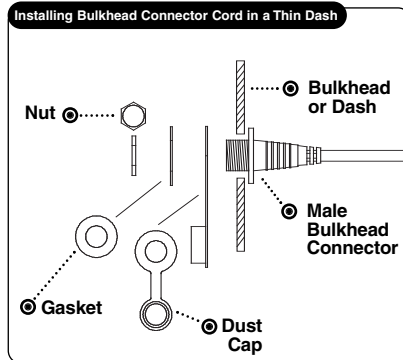 Installing Bulkhead Connector Cord in a Thin Dash
Nut
Bulkhead
or Dash
Male
Bulkhead
Connector
Gasket
Dust
Cap